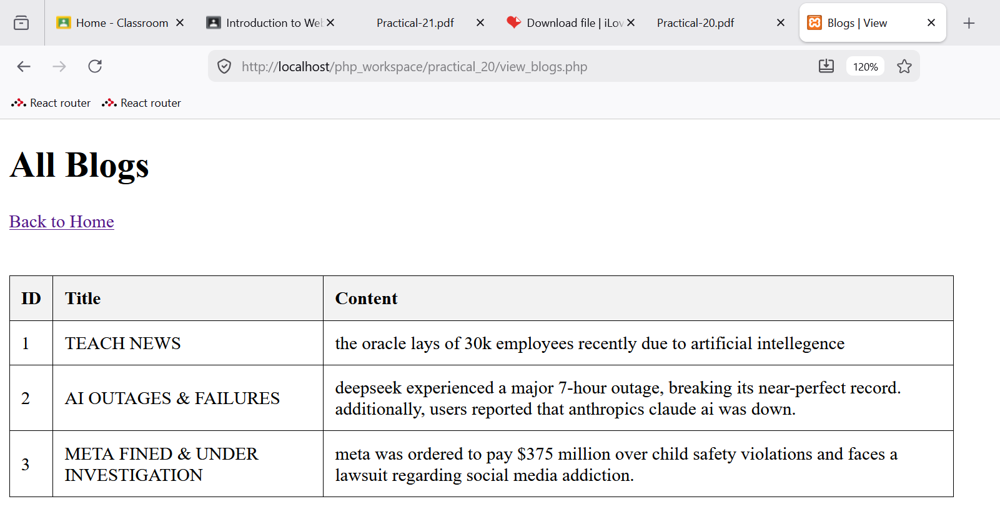 Home - Classroom
Introduction to Web
Practical-21.pdf
Download file | iLov
Practical-20.pdf
Blogs | View
http://localhost/php_workspace/practical_20/view_blogs.php
120%
React router
React router
All Blogs
Back to Home
ID Title Content
1 TEACH NEWS the oracle lays of 30k employees recently due to artificial intellegence
2 AI OUTAGES & FAILURES deepseek experienced a major 7-hour outage, breaking its near-perfect record.
additionally, users reported that anthropics claude ai was down.
3 META FINED & UNDER
INVESTIGATION
meta was ordered to pay $375 million over child safety violations and faces a
lawsuit regarding social media addiction.